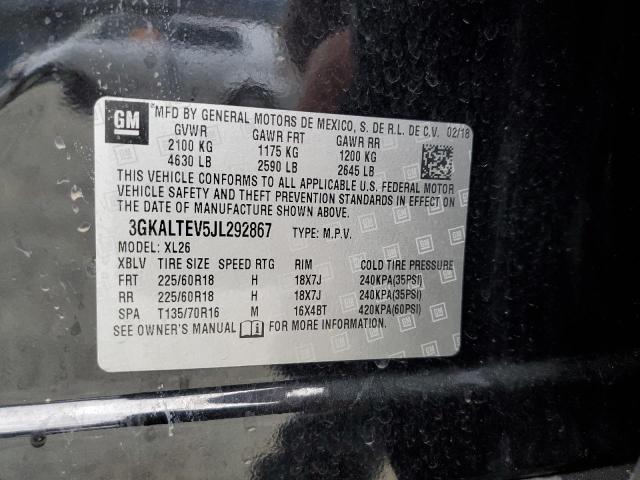 GM
*MFD BY GENERAL MOTORS DE MEXICO, S. DE R.L. DE C.V. 02/18
GVWR GAWR FRT GAWR RR
2100 KG 1175 KG 1200 KG
4630 LB 2590 LB 2645 LB
THIS VEHICLE CONFORMS TO ALL APPLICABLE U.S. FEDERAL MOTOR
VEHICLE SAFETY AND THEFT PREVENTION STANDARDS IN EFFECT ON
THE DATE OF MANUFACTURE SHOWN ABOVE.
3GKALTEV5JL292867 TYPE: M.P.V.
MODEL: XL26
XBLV TIRE SIZE SPEED RTG RIM COLD TIRE PRESSURE
FRT 225/60R18 H 18X7J 240KPA(35PSI)
RR 225/60R18 H 18X7J 240KPA(35PSI)
SPA T135/70R16 M 16X4BT 420KPA(60PSI)
SEE OWNER'S MANUAL FOR MORE INFORMATION.